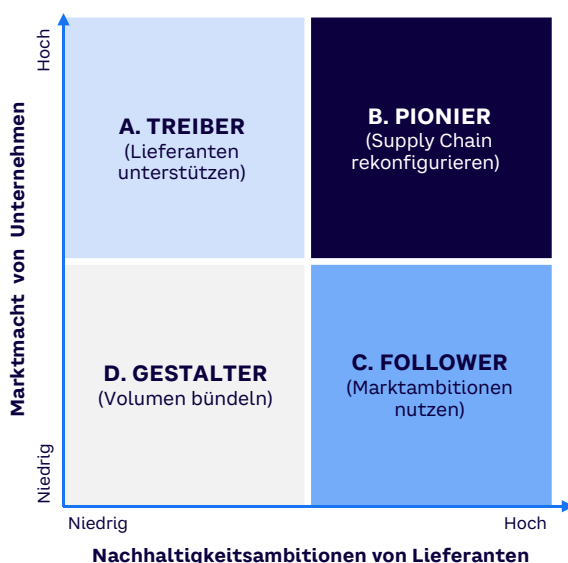 Hoch
Marktmacht von Unternehmen
Niedrig
A. TREIBER
(Lieferanten
unterstützen)
B. PIONIER
(Supply Chain
rekonfigurieren)
D. GESTALTER
(Volumen bündeln)
C. FOLLOWER
(Marktambitionen
nutzen)
Niedrig
Hoch
Nachhaltigkeitsambitionen von Lieferanten